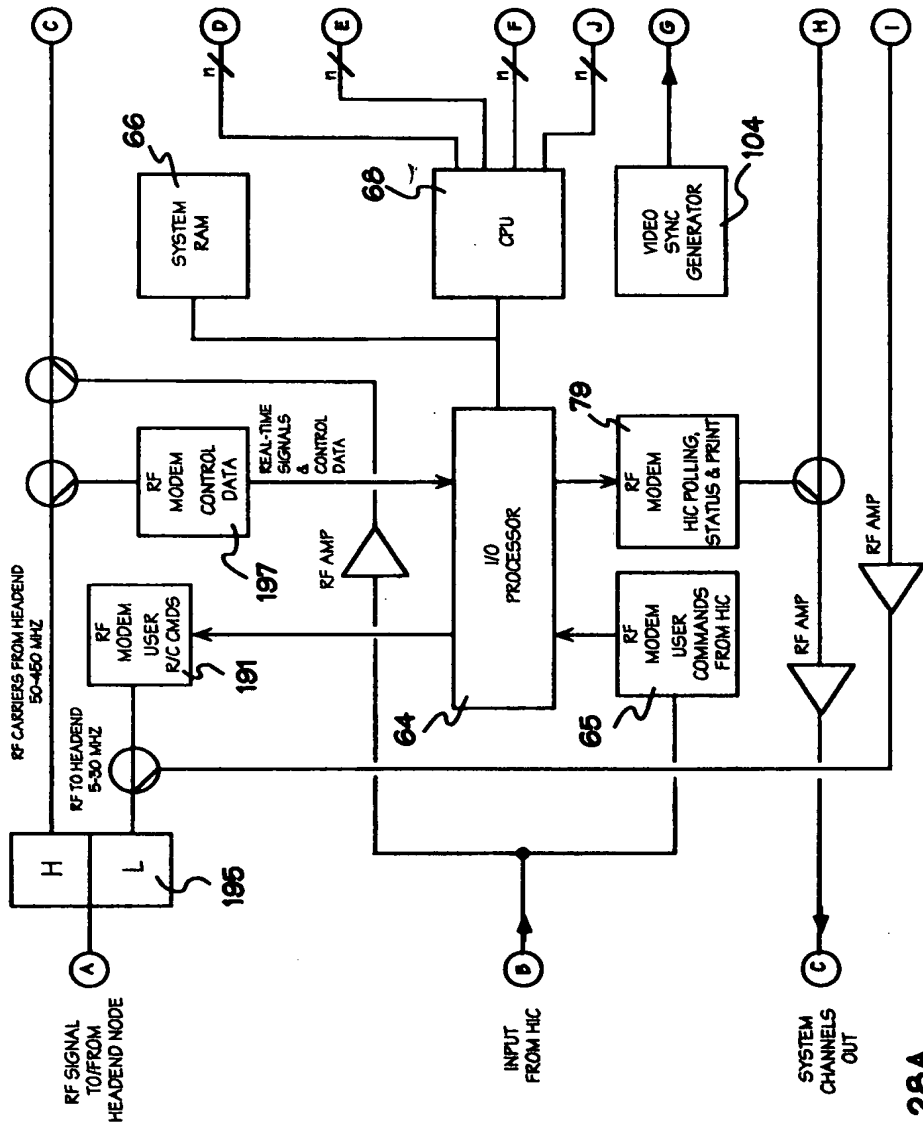 RF CARRIERS FROM HEADEND
50-450 MHZ
C
n
D
n
E
n
F
n
J
G
H
I
66
SYSTEM
RAM
68
CPU
VIDEO
SYNC
GENERATOR
104
RF
MODEM
CONTROL
DATA
197
REAL-TIME
SIGNALS
&
CONTROL
DATA
RF
MODEM
USER
R/C CMDS
191
RF AMP
I/O
PROCESSOR
64
79
RF
MODEM
HIC POLLING,
STATUS & PRINT
RF
MODEM
USER
COMMANDS
FROM HIC
65
RF AMP
RF AMP
RF TO HEADEND
5-30 MHZ
H
L
195
A
RF SIGNAL
TO/FROM
HEADEND NODE
B
INPUT
FROM HIC
C
SYSTEM
CHANNELS
OUT
28A